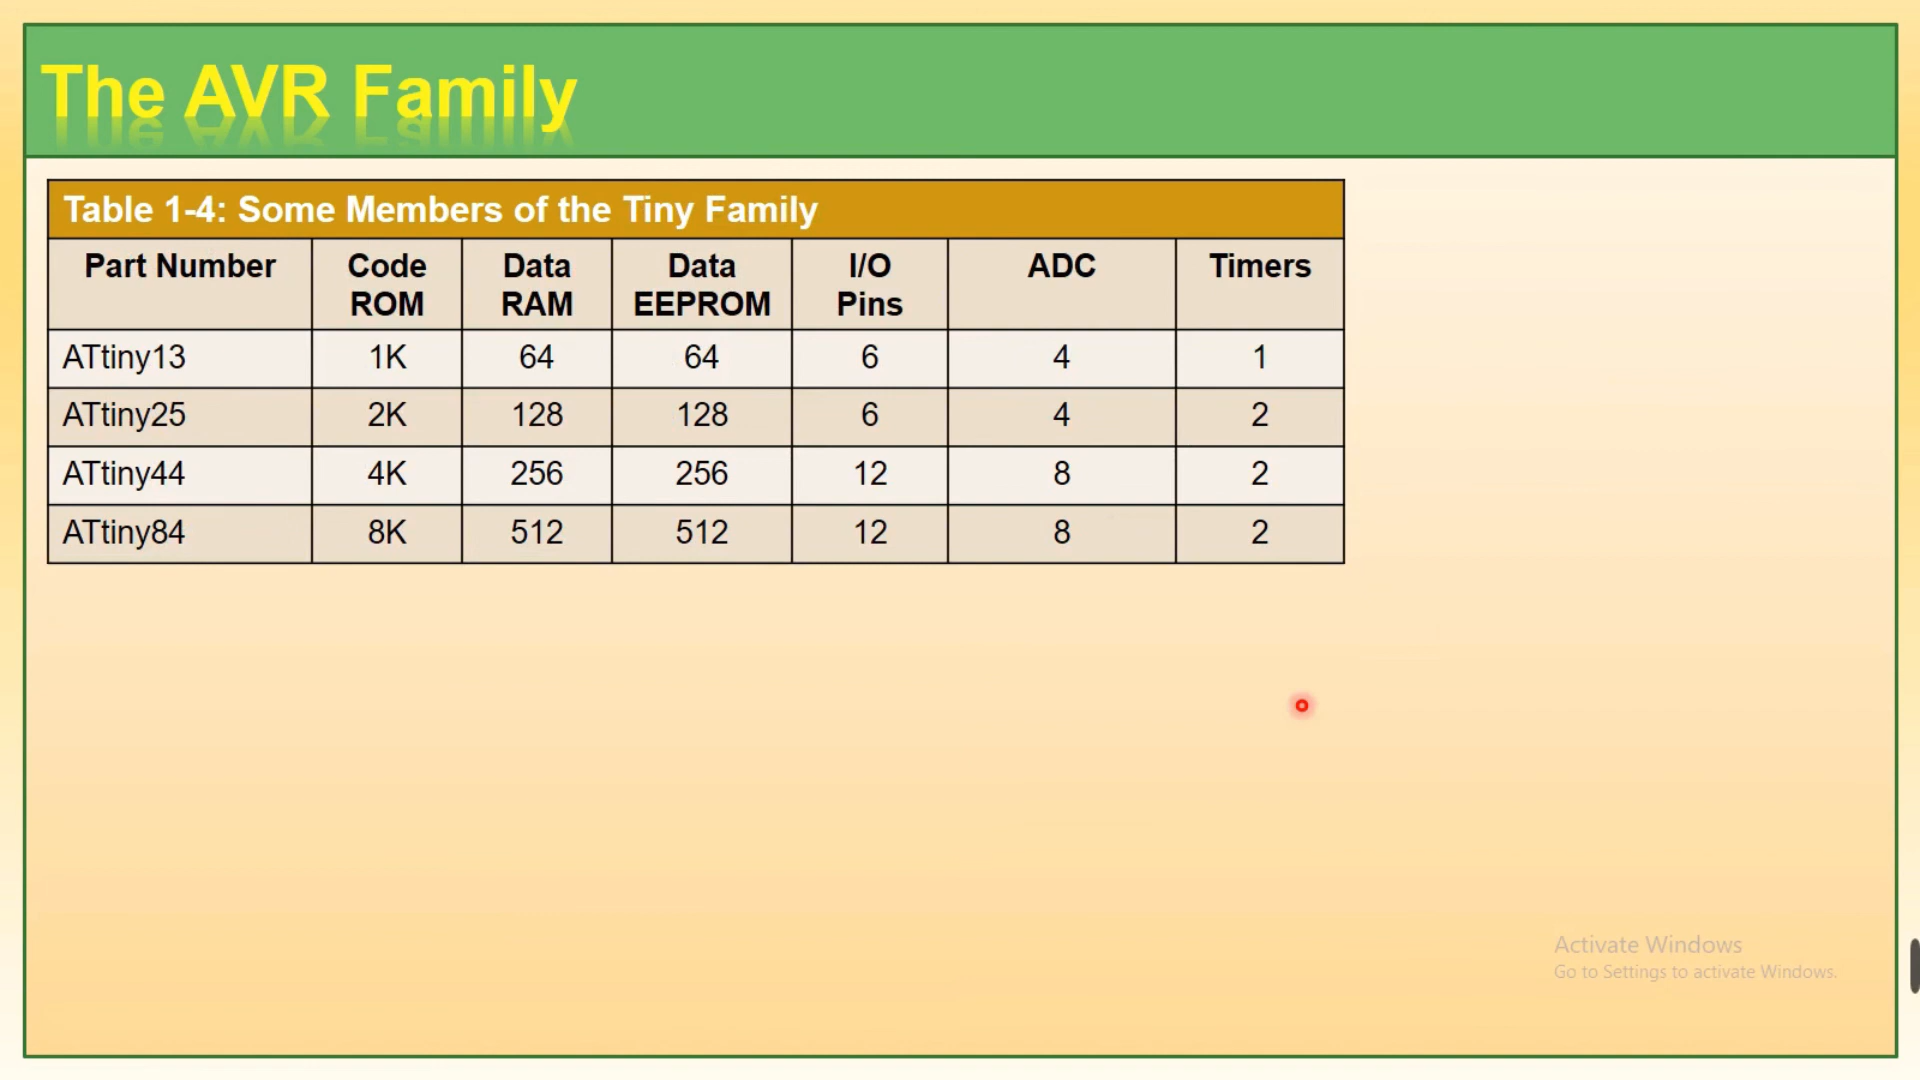 The AVR Family
Table 1-4: Some Members of the Tiny Family
Part Number Code ROM Data RAM Data EEPROM I/O Pins ADC Timers
ATtiny13 1K 64 64 6 4 1
ATtiny25 2K 128 128 6 4 2
ATtiny44 4K 256 256 12 8 2
ATtiny84 8K 512 512 12 8 2
Activate Windows
Go to Settings to activate Windows.